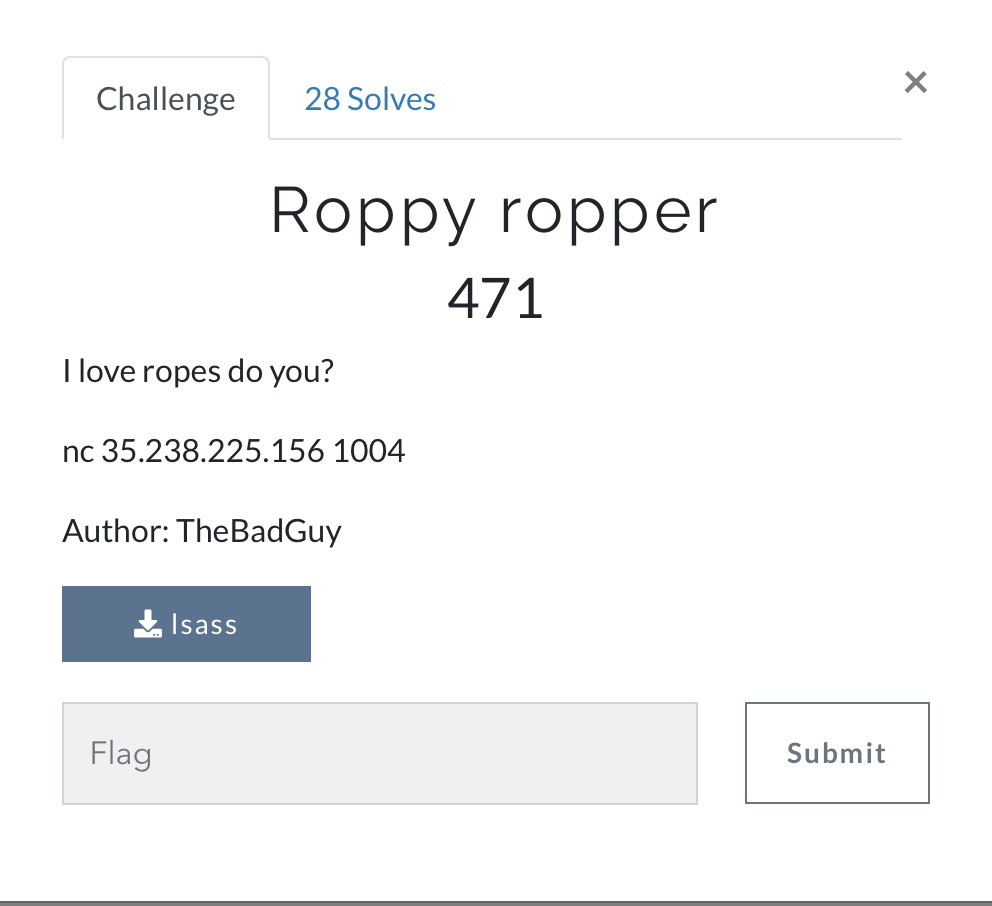 Challenge
28 Solves
×
Roppy ropper
471
I love ropes do you?
nc 35.238.225.156 1004
Author: TheBadGuy
lsass
Flag
Submit